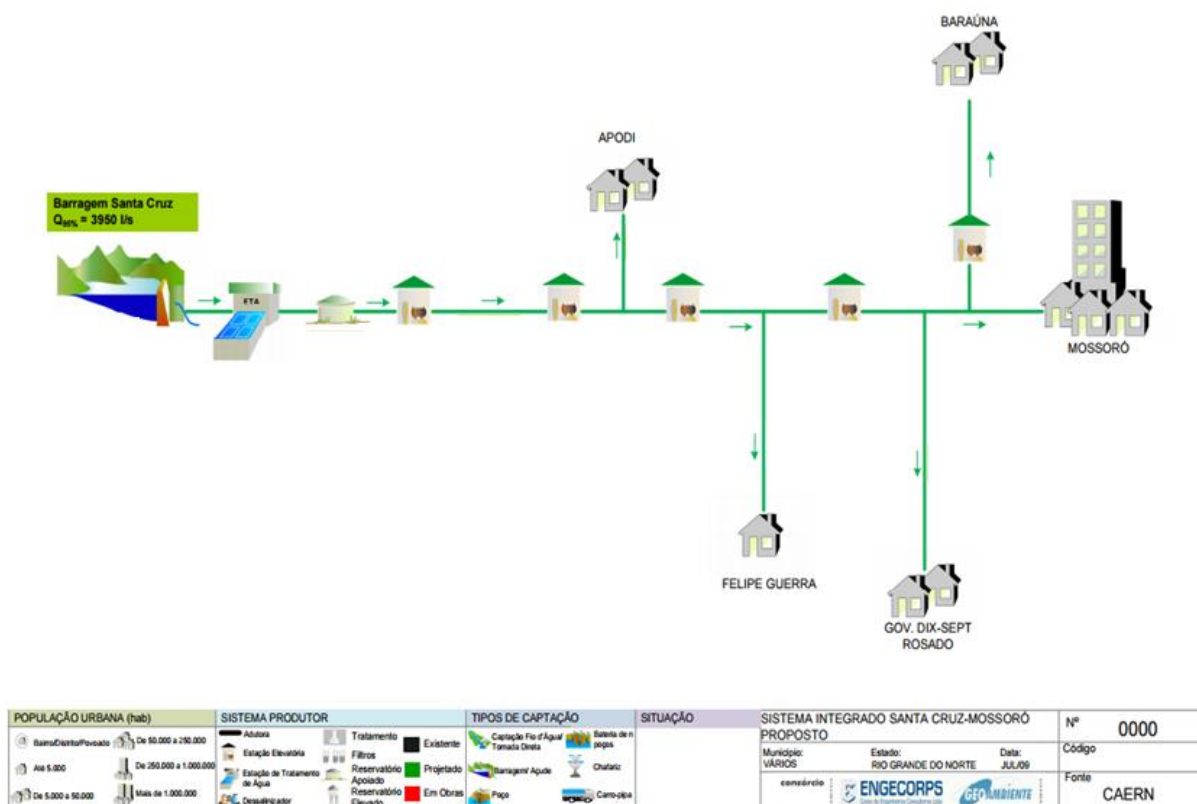 BARAÚNA
APODI
Barragem Santa Cruz
Q95% = 3950 l/s
ETA
MOSSORÓ
FELIPE GUERRA
GOV. DIX-SEPT
ROSADO
POPULAÇÃO URBANA (hab)
Bairro/Distrito/Povoado
De 50.000 a 250.000
Até 5.000
De 250.000 a 1.000.000
De 5.000 a 50.000
Mais de 1.000.000
SISTEMA PRODUTOR
Adutora
Tratamento
Existente
Estação Elevatória
Filtros
Projetado
Estação de Tratamento
de Água
Reservatório
Apoiado
Em Obras
Dessalinizador
Reservatório
Elevado
TIPOS DE CAPTAÇÃO
Captação Fio d'Água/
Tomada Direta
Bateria de n
poços
Barragem/ Açude
Chafariz
Poço
Carro-pipa
SITUAÇÃO
SISTEMA INTEGRADO SANTA CRUZ-MOSSORÓ
PROPOSTO
Município:
VÁRIOS
Estado:
RIO GRANDE DO NORTE
Data:
JUL/09
consórcio
ENGECORPS
GEOAMBIENTE
Nº
0000
Código
Fonte
CAERN